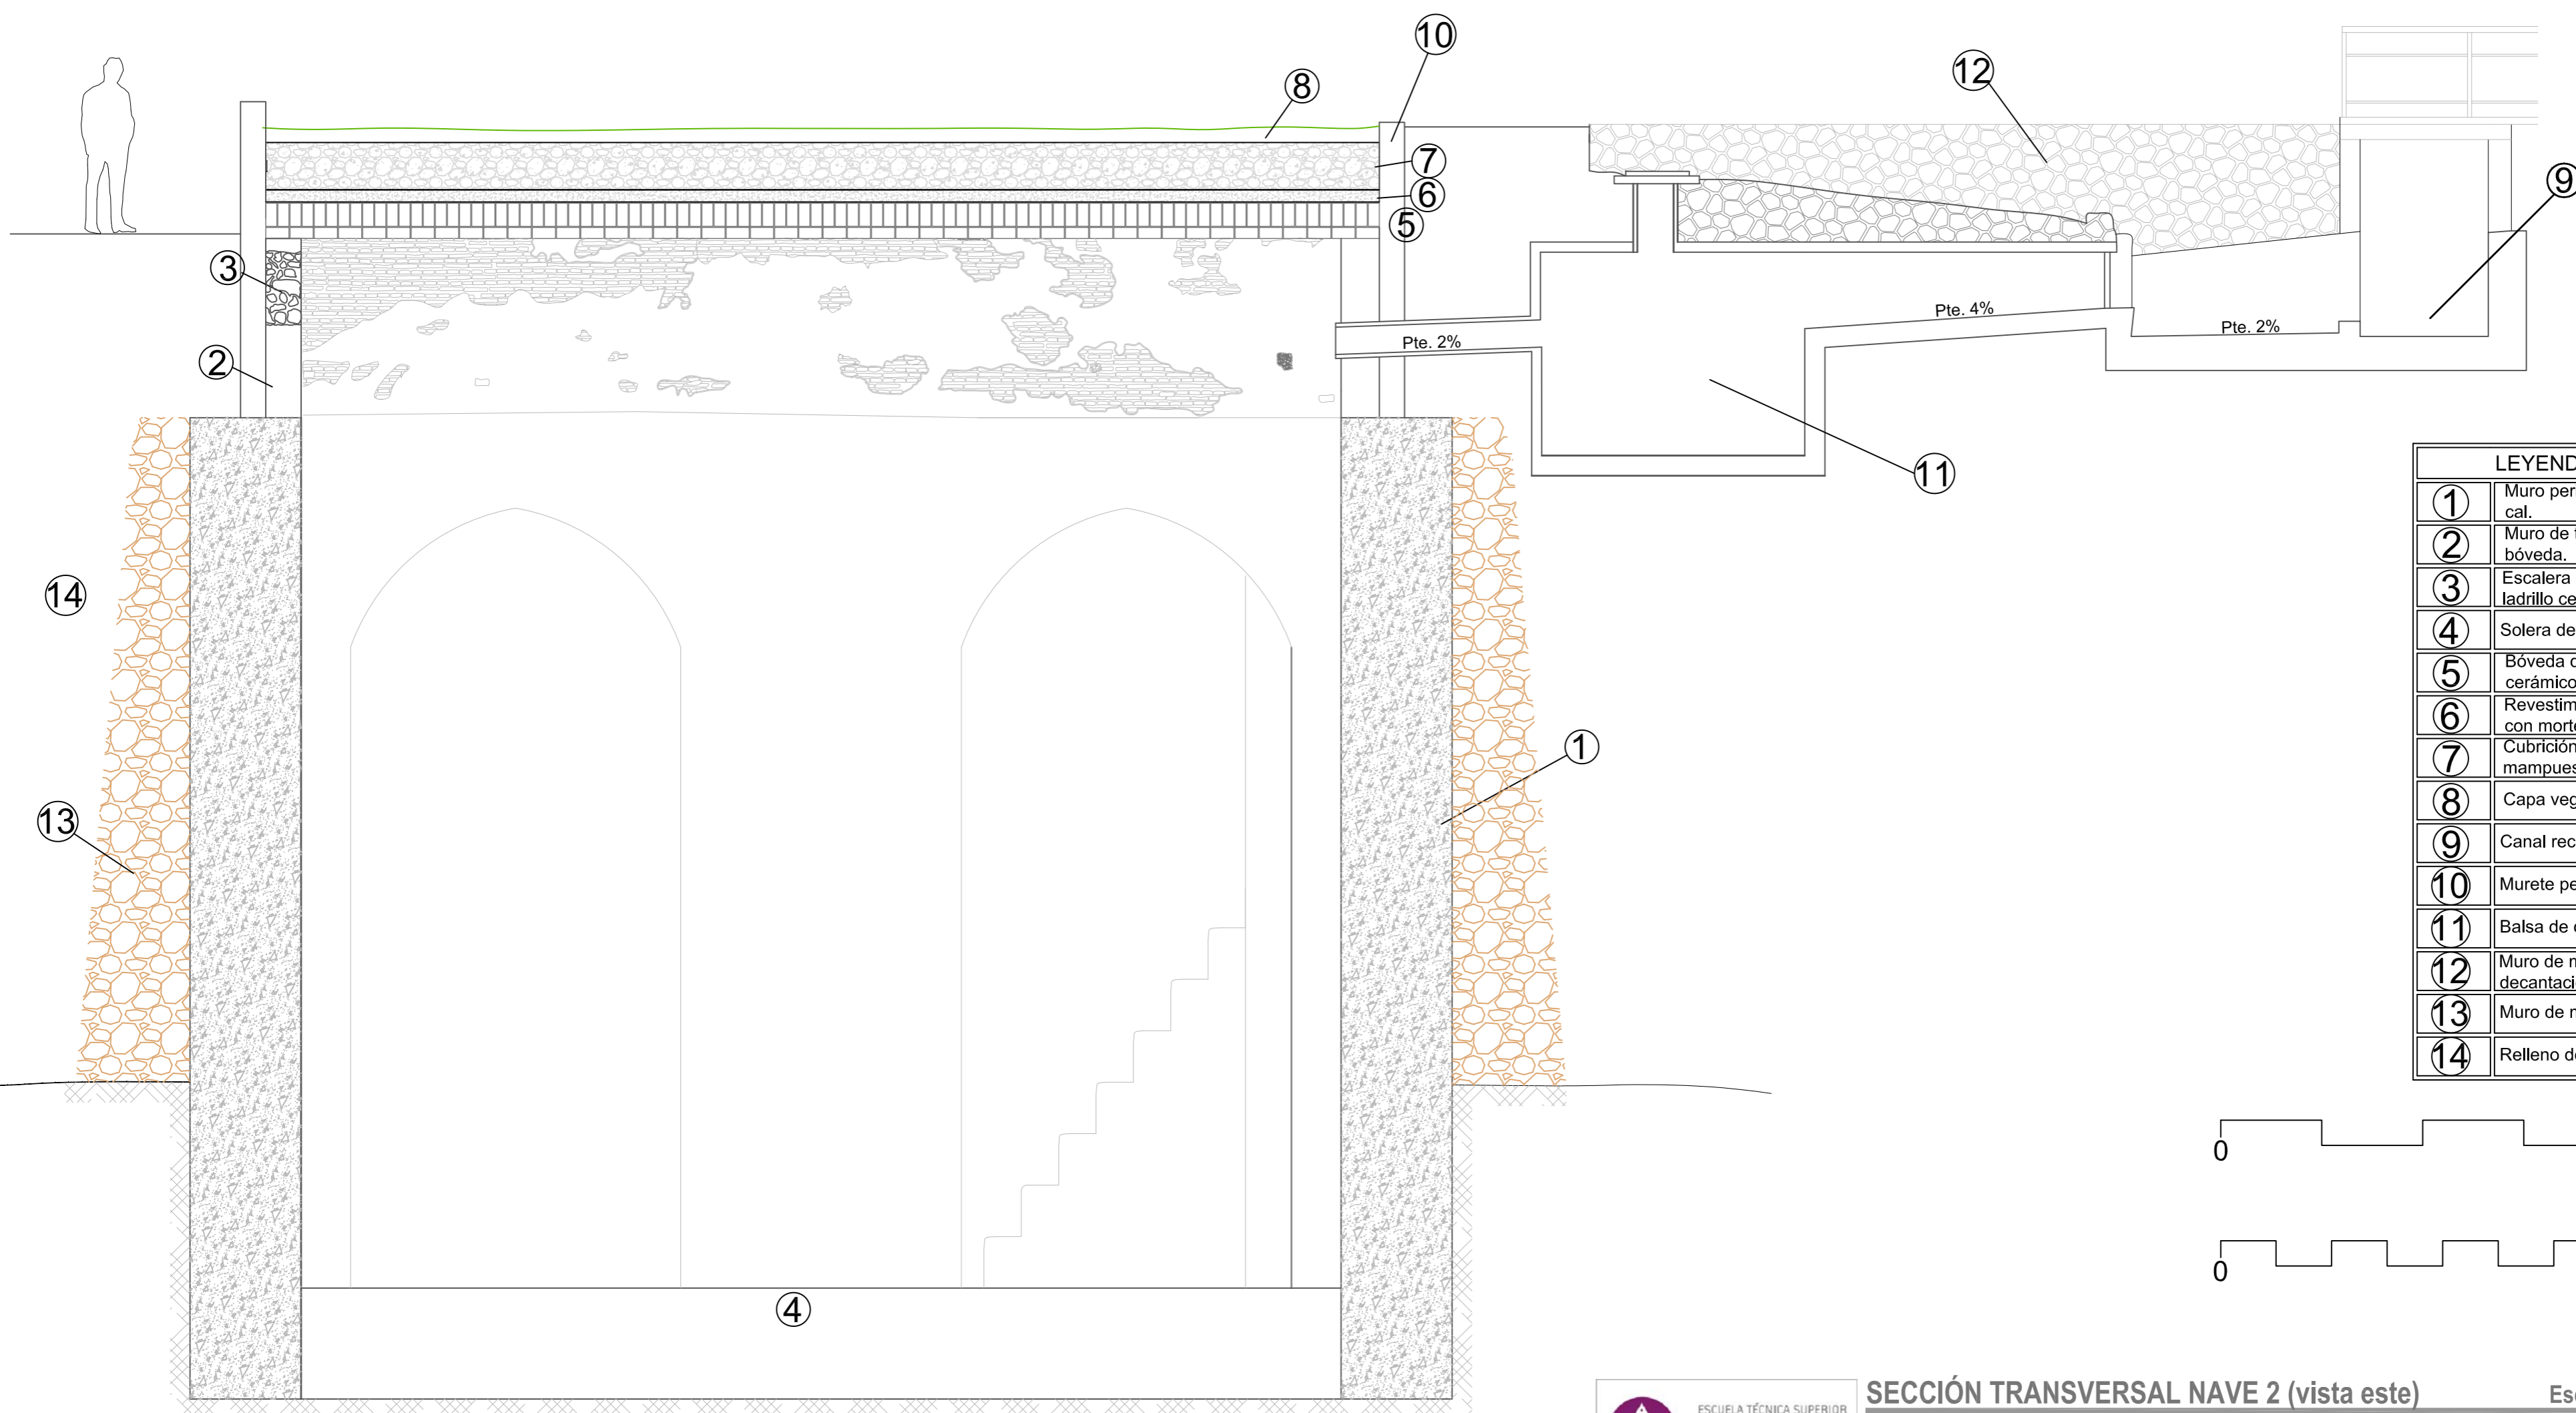 10
8
12
7
6
5
9
3
2
Pte. 2%
Pte. 4%
Pte. 2%
11
14
1
13
4
LEYEND
1 Muro per
cal.
2 Muro de
bóveda.
3 Escalera
ladrillo ce
4 Solera de
5 Bóveda
cerámico
6 Revestim
con morte
7 Cubrición
mampues
8 Capa veg
9 Canal rec
10 Murete pe
11 Balsa de
12 Muro de
decantaci
13 Muro de
14 Relleno de
0
0
ESCUELA TÉCNICA SUPERIOR
SECCIÓN TRANSVERSAL NAVE 2 (vista este)
Esc